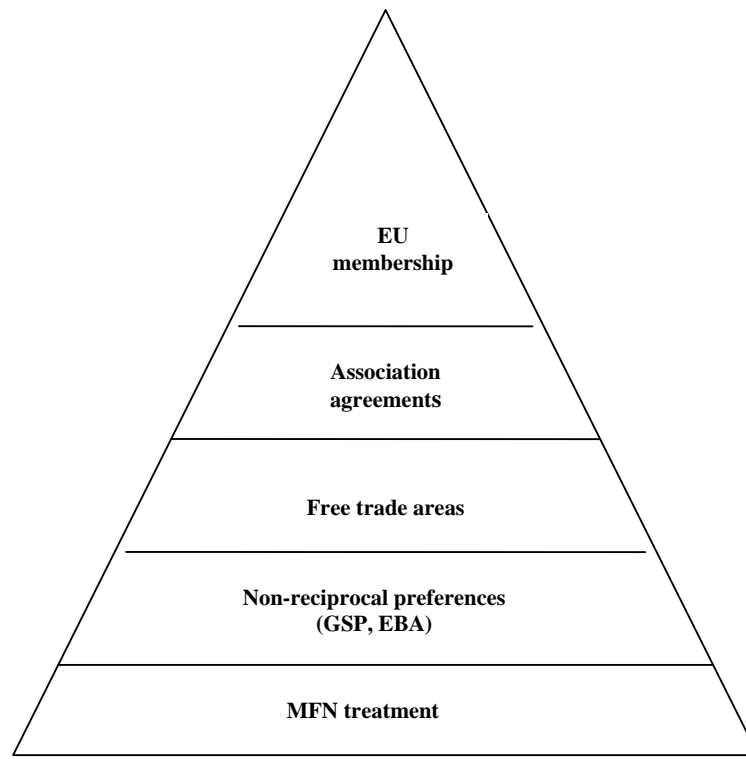 EU
membership
Association
agreements
Free trade areas
Non-reciprocal preferences
(GSP, EBA)
MFN treatment